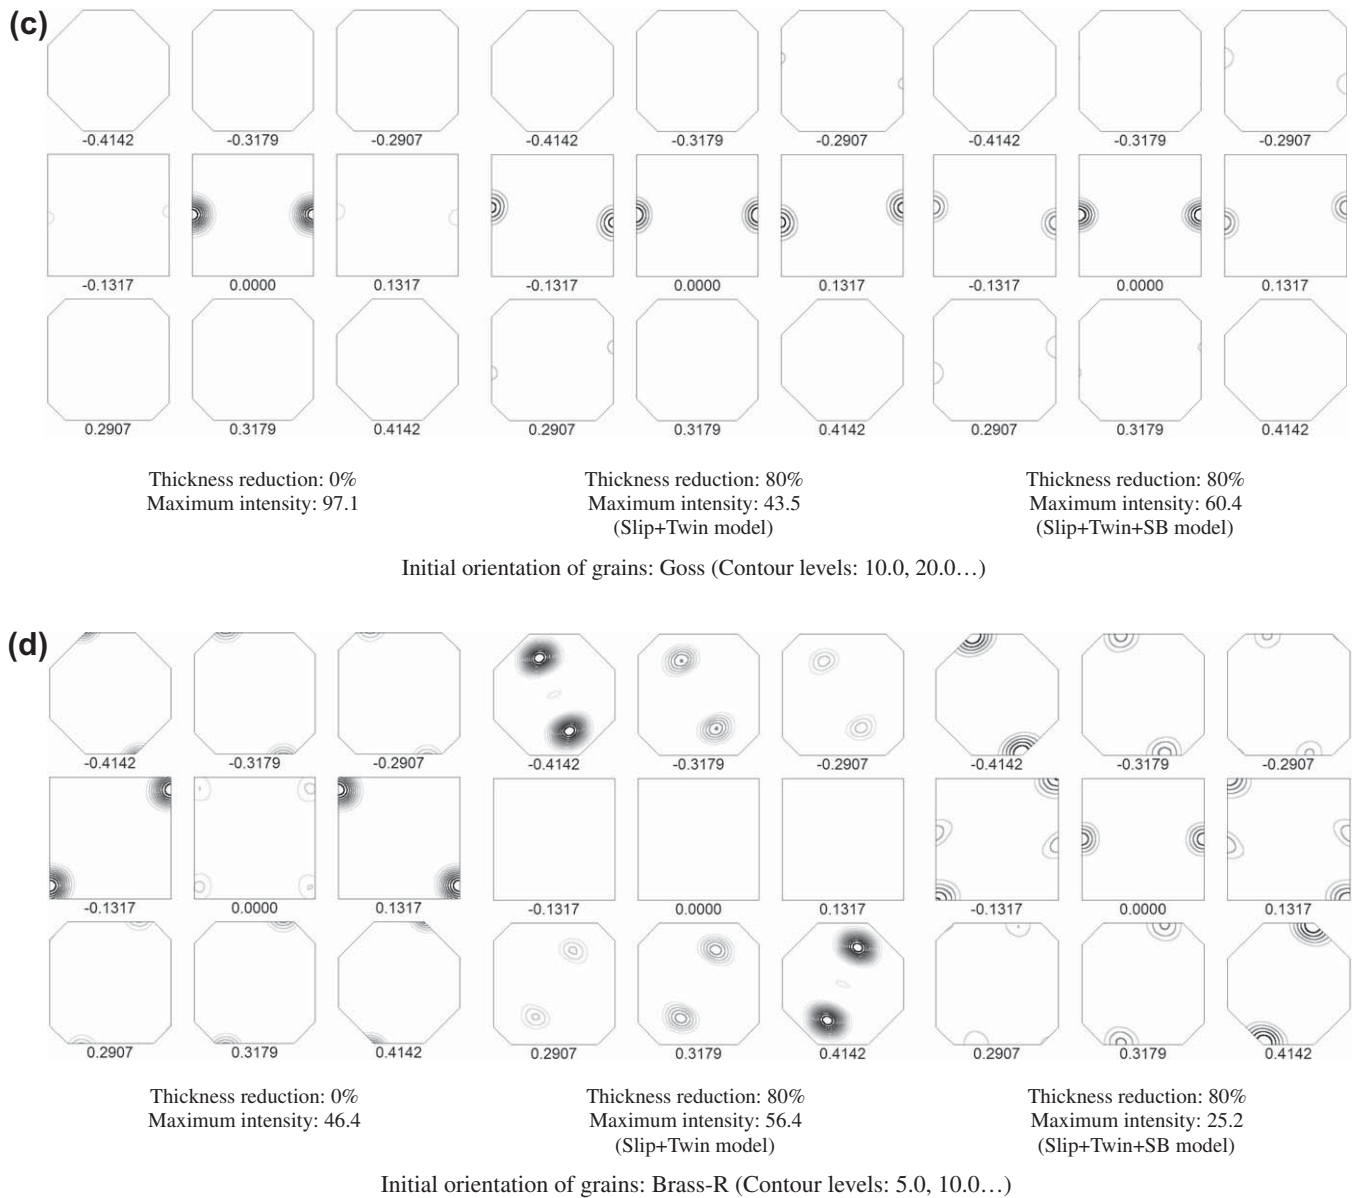 (c)
-0.4142 -0.3179 -0.2907 -0.4142 -0.3179 -0.2907 -0.4142 -0.3179 -0.2907
-0.1317 0.0000 0.1317 -0.1317 0.0000 0.1317 -0.1317 0.0000 0.1317
0.2907 0.3179 0.4142 0.2907 0.3179 0.4142 0.2907 0.3179 0.4142
Thickness reduction: 0% Thickness reduction: 80% Thickness reduction: 80%
Maximum intensity: 97.1 Maximum intensity: 43.5 Maximum intensity: 60.4
(Slip+Twin model) (Slip+Twin+SB model)
Initial orientation of grains: Goss (Contour levels: 10.0, 20.0…)
(d)
-0.4142 -0.3179 -0.2907 -0.4142 -0.3179 -0.2907 -0.4142 -0.3179 -0.2907
-0.1317 0.0000 0.1317 -0.1317 0.0000 0.1317 -0.1317 0.0000 0.1317
0.2907 0.3179 0.4142 0.2907 0.3179 0.4142 0.2907 0.3179 0.4142
Thickness reduction: 0% Thickness reduction: 80% Thickness reduction: 80%
Maximum intensity: 46.4 Maximum intensity: 56.4 Maximum intensity: 25.2
(Slip+Twin model) (Slip+Twin+SB model)
Initial orientation of grains: Brass-R (Contour levels: 5.0, 10.0…)